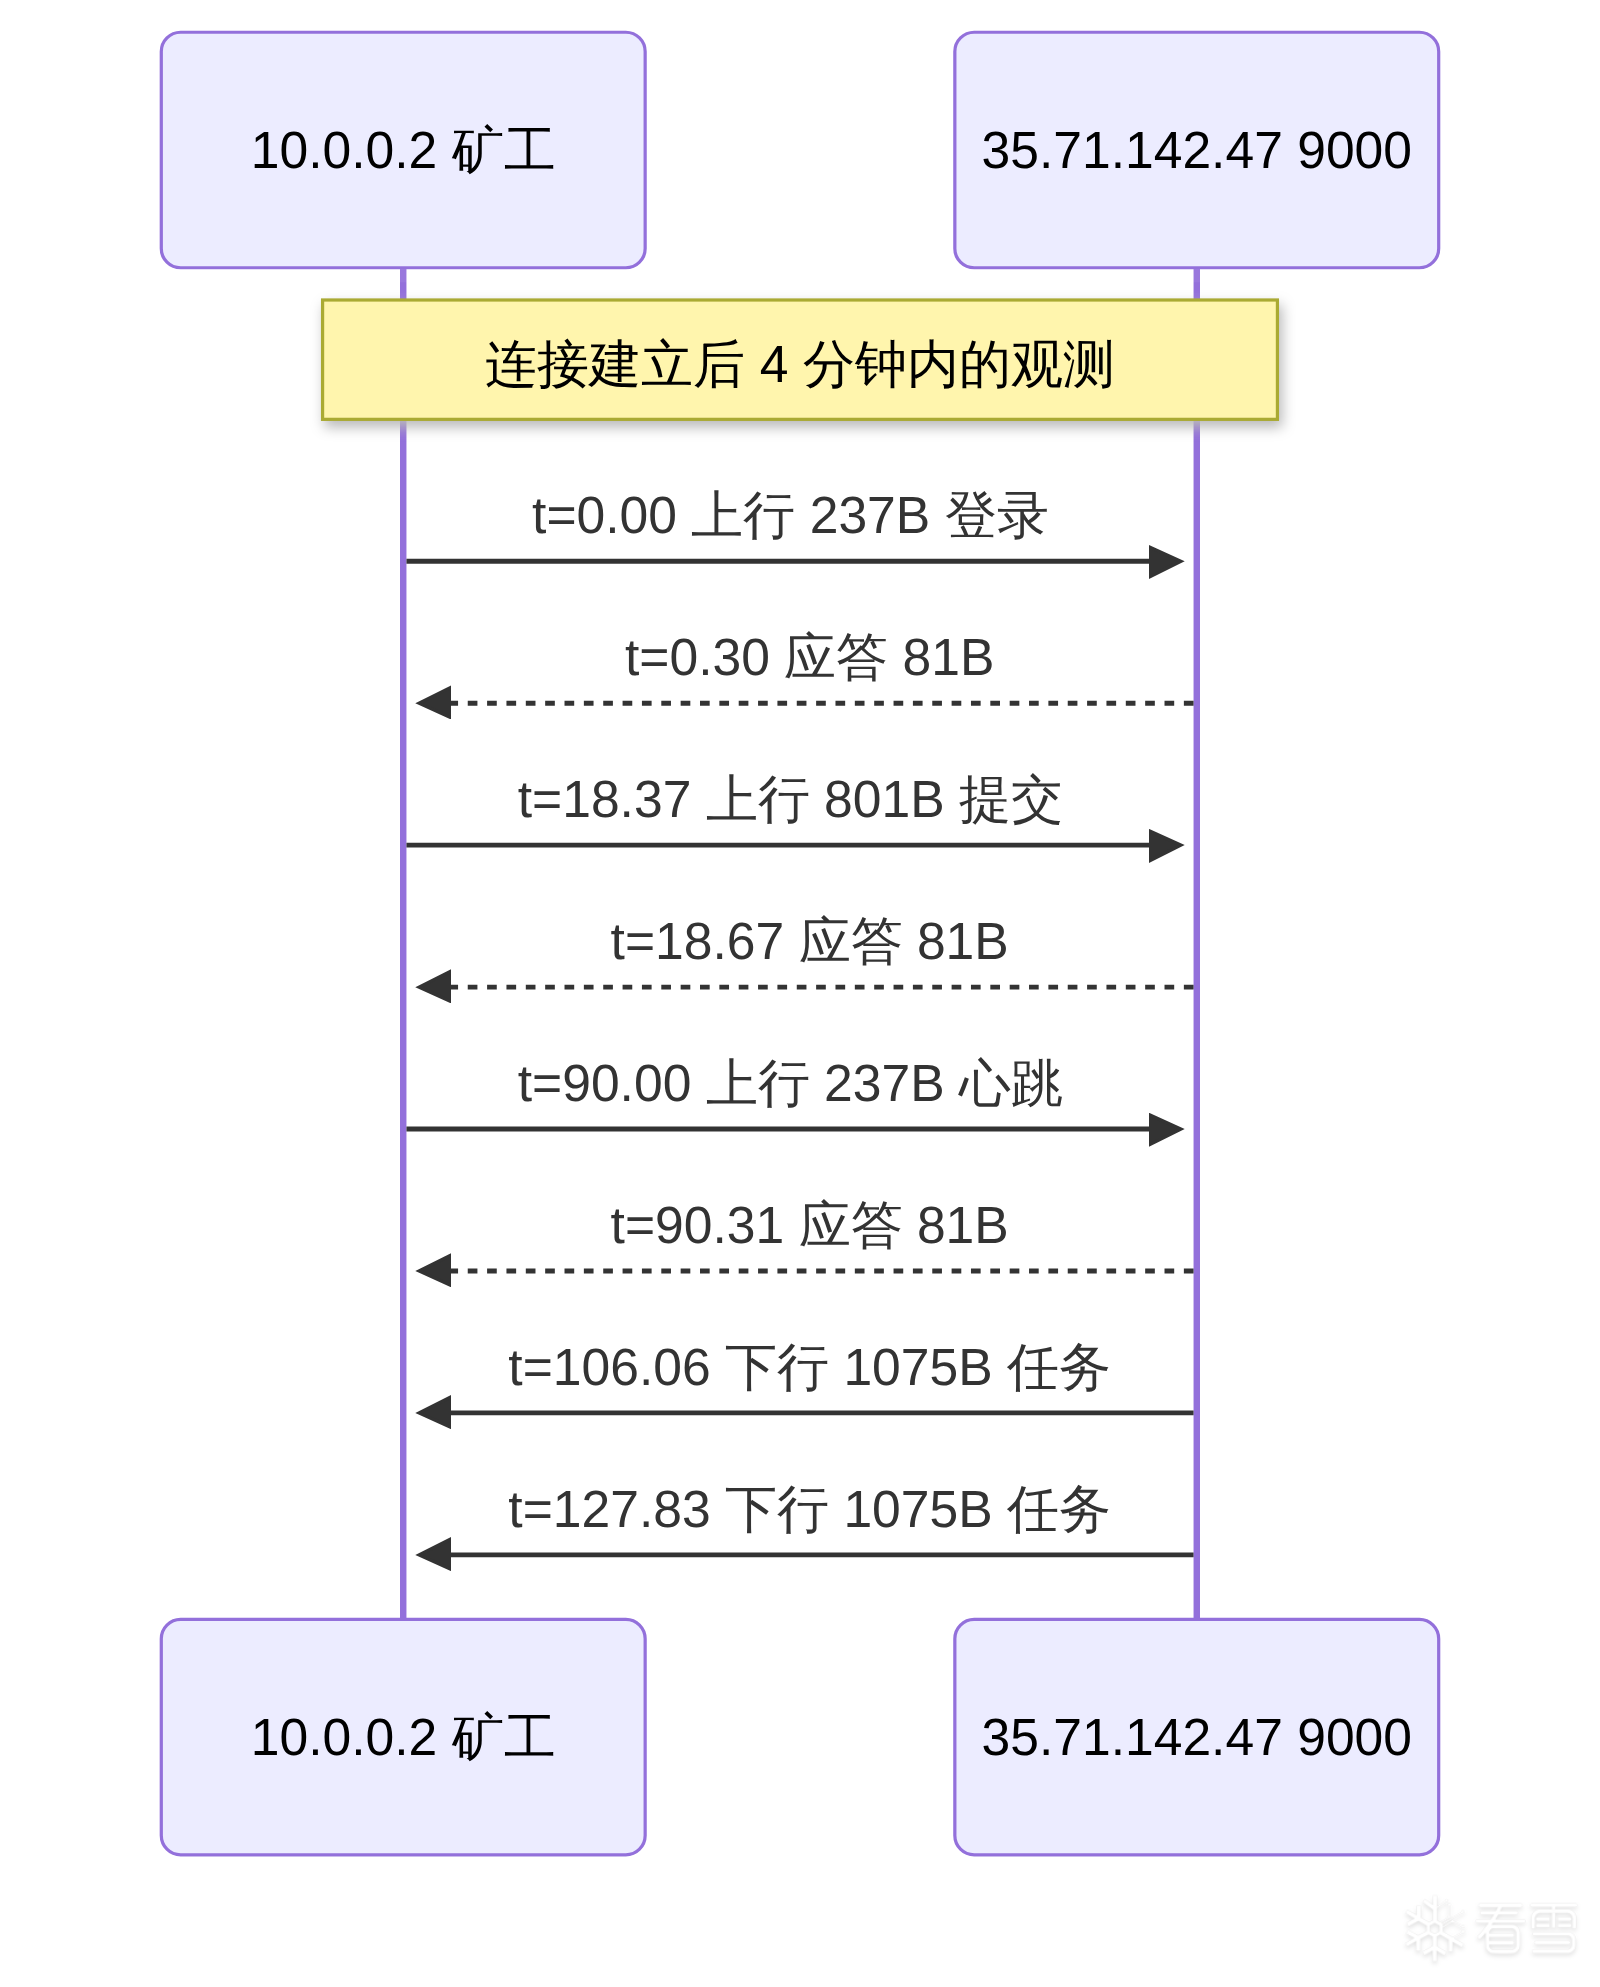 10.0.0.2 矿工
35.71.142.47 9000
连接建立后 4 分钟内的观测
t=0.00 上行 237B 登录
t=0.30 应答 81B
t=18.37 上行 801B 提交
t=18.67 应答 81B
t=90.00 上行 237B 心跳
t=90.31 应答 81B
t=106.06 下行 1075B 任务
t=127.83 下行 1075B 任务
10.0.0.2 矿工
35.71.142.47 9000
看雪